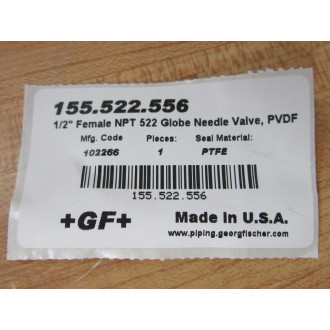 155.522.556
1/2" Female NPT 522 Globe Needle Valve, PVDF
Mfg. Code Pieces: Seal Material:
102266 1 PTFE
155.522.556
+GF+ Made in U.S.A.
www.piping.georgfischer.com